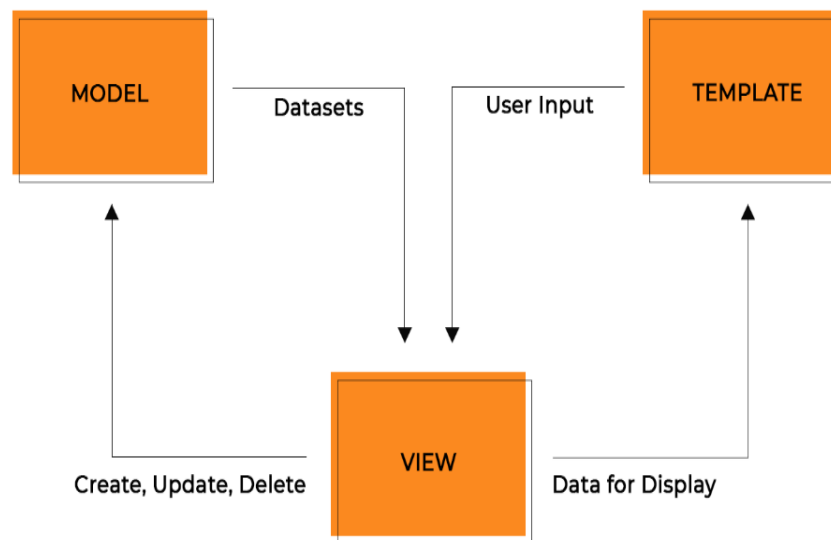 MODEL
Datasets
User Input
TEMPLATE
VIEW
Create, Update, Delete
Data for Display